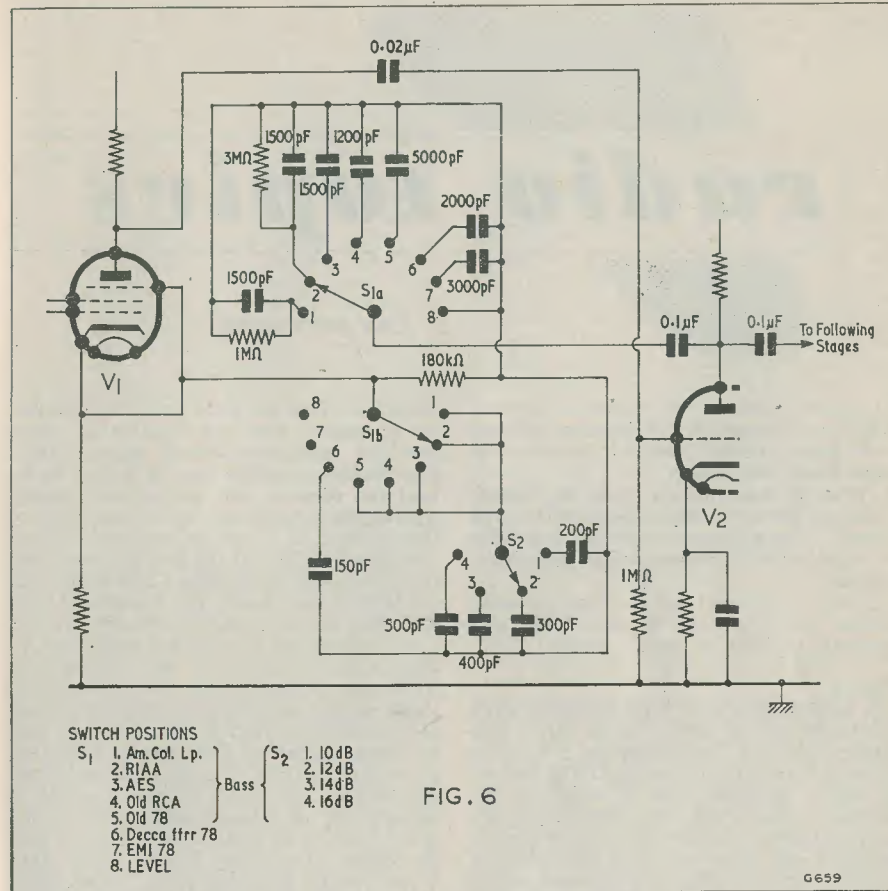 0·02µF
1500pF
1200pF
3MΩ
5000pF
1500pF
2000pF
3000pF
1500pF
1MΩ
2
3
4
5
6
7
8
1
S1a
V1
180kΩ
0·1µF
0·1µF
To Following
Stages
8
7
6
5
4
3
S1b
1
2
150pF
S2
200pF
4
3
2
1
500pF
400pF
300pF
1MΩ
V2
SWITCH POSITIONS
S1 1. Am. Col. Lp.
2. RIAA
3. AES
4. Old RCA
5. Old 78
6. Decca ffrr 78
7. EMI 78
8. LEVEL
Bass
S2 1. 10dB
2. 12dB
3. 14dB
4. 16dB
FIG. 6
G659